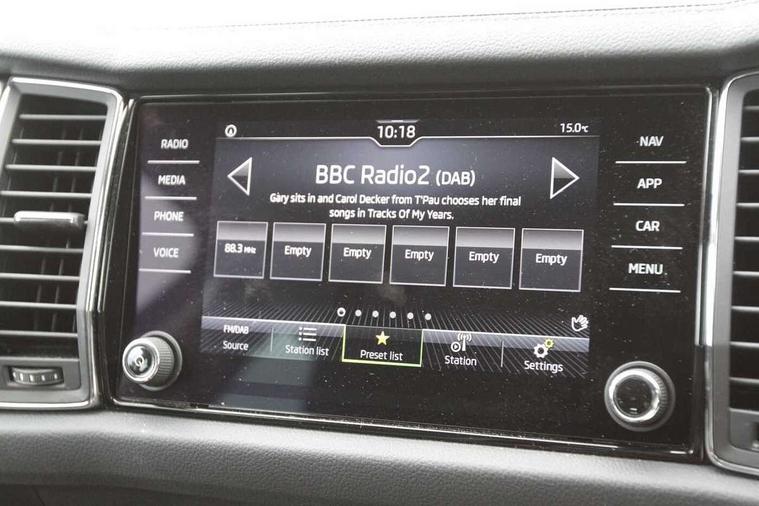 10:18
15.0°C
RADIO
MEDIA
PHONE
VOICE
BBC Radio2 (DAB)
Gary sits in and Carol Decker from T'Pau chooses her final
songs in Tracks Of My Years.
88.3 MHz
Empty
Empty
Empty
Empty
Empty
FM/DAB
Source
Station list
Preset list
Station
Settings
NAV
APP
CAR
MENU